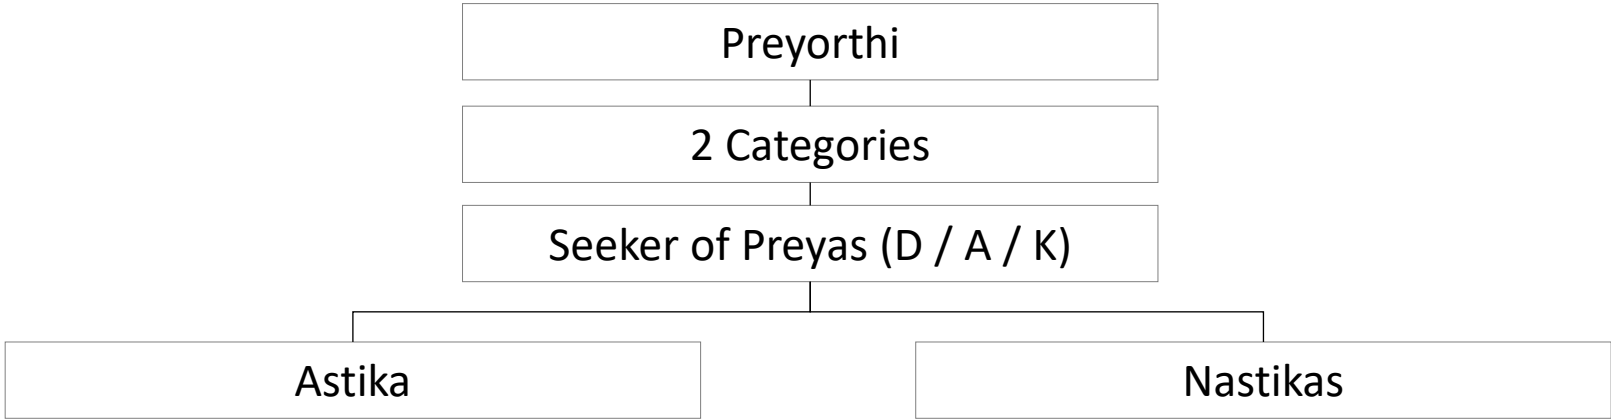 Preyorthi
2 Categories
Seeker of Preyas (D / A / K)
Astika
Nastikas